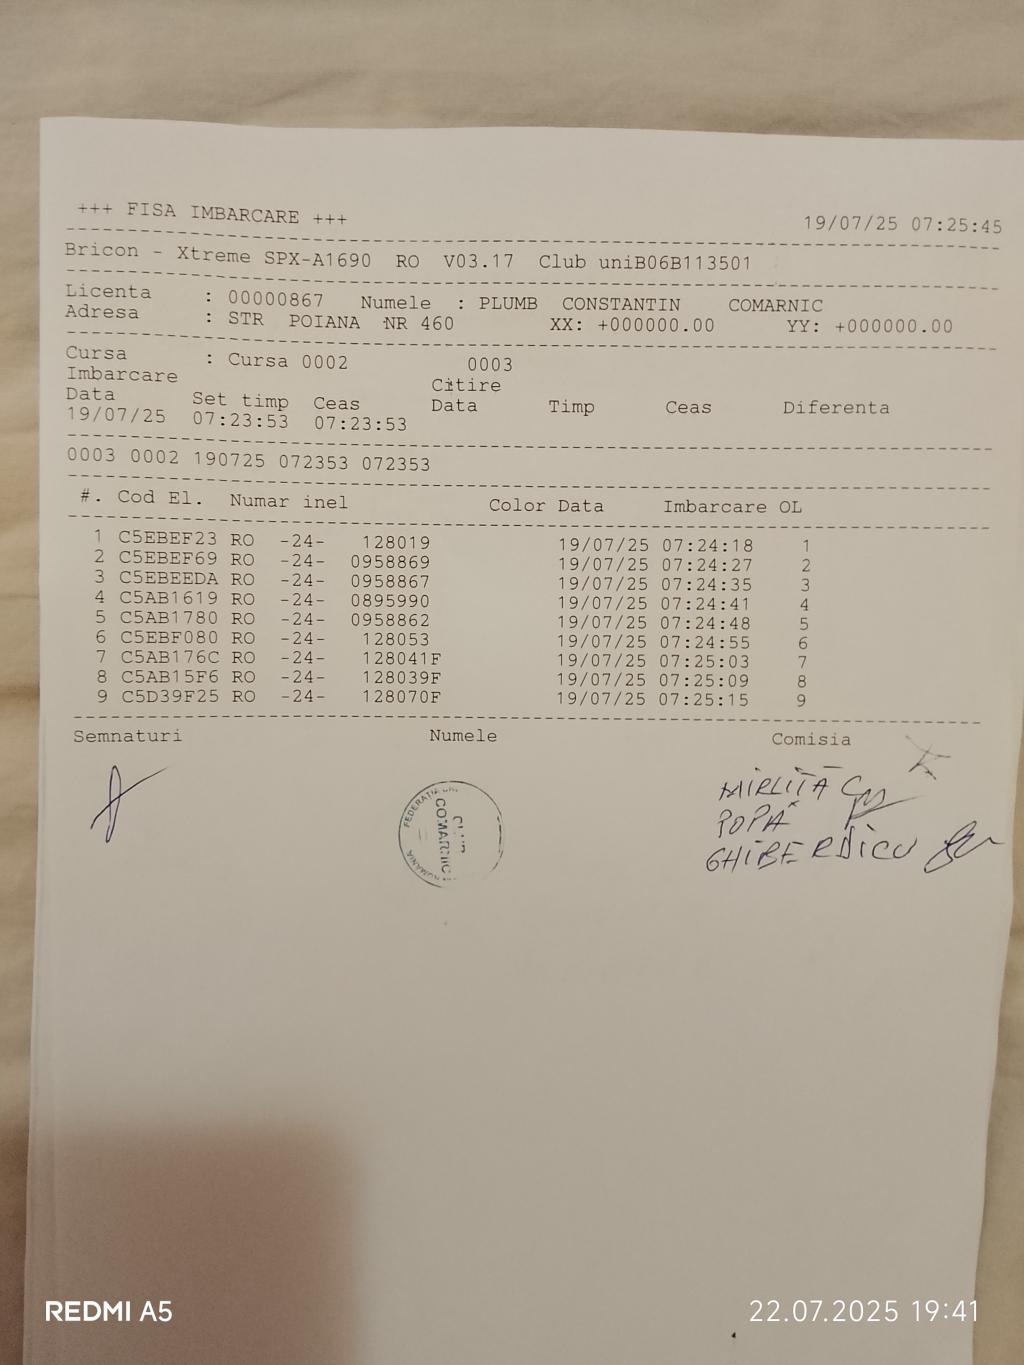 +++ FISA IMBARCARE +++ 19/07/25 07:25:45
Bricon - Xtreme SPX-A1690 RO V03.17 Club uniB06B113501
Licenta : 00000867 Numele : PLUMB CONSTANTIN COMARNIC
Adresa : STR POIANA NR 460 XX: +000000.00 YY: +000000.00
Cursa : Cursa 0002 0003
Imbarcare Citire
Data Set timp Ceas Data Timp Ceas Diferenta
19/07/25 07:23:53 07:23:53
0003 0002 190725 072353 072353
#. Cod El. Numar inel Color Data Imbarcare OL
1 C5EBEF23 RO -24- 128019 19/07/25 07:24:18 1
2 C5EBEF69 RO -24- 0958869 19/07/25 07:24:27 2
3 C5EBEEDA RO -24- 0958867 19/07/25 07:24:35 3
4 C5AB1619 RO -24- 0895990 19/07/25 07:24:41 4
5 C5AB1780 RO -24- 0958862 19/07/25 07:24:48 5
6 C5EBF080 RO -24- 128053 19/07/25 07:24:55 6
7 C5AB176C RO -24- 128041F 19/07/25 07:25:03 7
8 C5AB15F6 RO -24- 128039F 19/07/25 07:25:09 8
9 C5D39F25 RO -24- 128070F 19/07/25 07:25:15 9
Semnaturi Numele Comisia
MIRLITĂ
POPA
COMARNIC
REDMI A5 22.07.2025 19:41